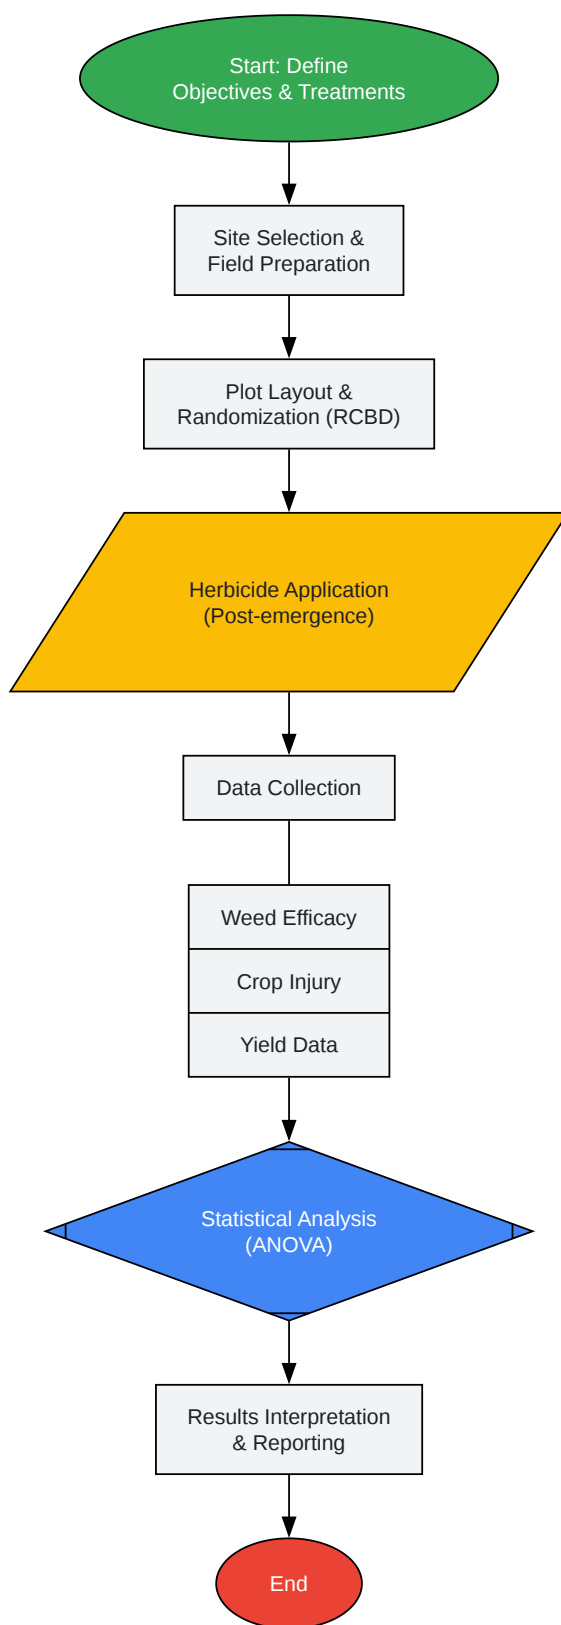 Start: Define
Objectives & Treatments
Site Selection &
Field Preparation
Plot Layout &
Randomization (RCBD)
Herbicide Application
(Post-emergence)
Data Collection
Weed Efficacy
Crop Injury
Yield Data
Statistical Analysis
(ANOVA)
Results Interpretation
& Reporting
End